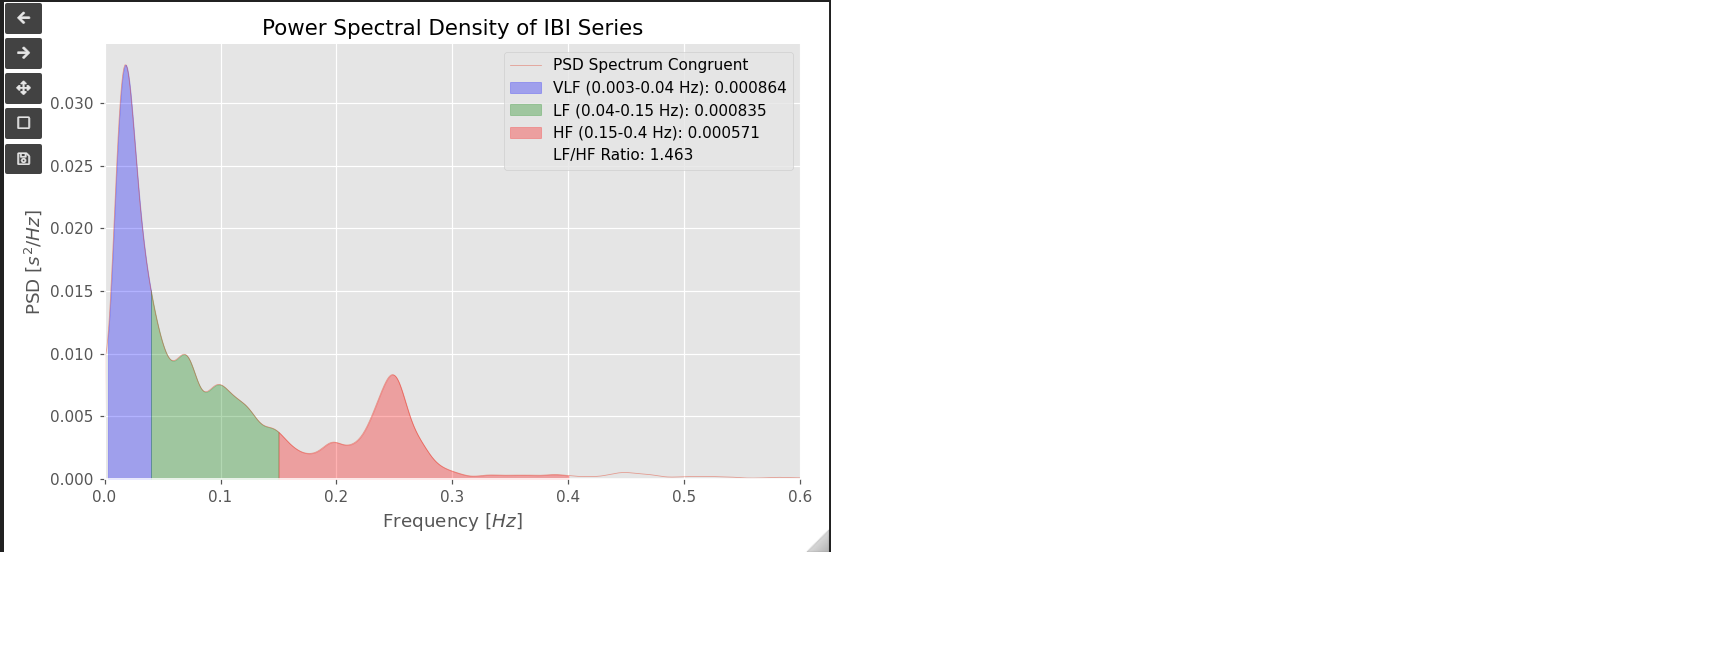 Power Spectral Density of IBI Series
PSD Spectrum Congruent
VLF (0.003-0.04 Hz): 0.000864
LF (0.04-0.15 Hz): 0.000835
HF (0.15-0.4 Hz): 0.000571
LF/HF Ratio: 1.463
PSD [s²/Hz]
0.030
0.025
0.020
0.015
0.010
0.005
0.000
0.0 0.1 0.2 0.3 0.4 0.5 0.6
Frequency [Hz]